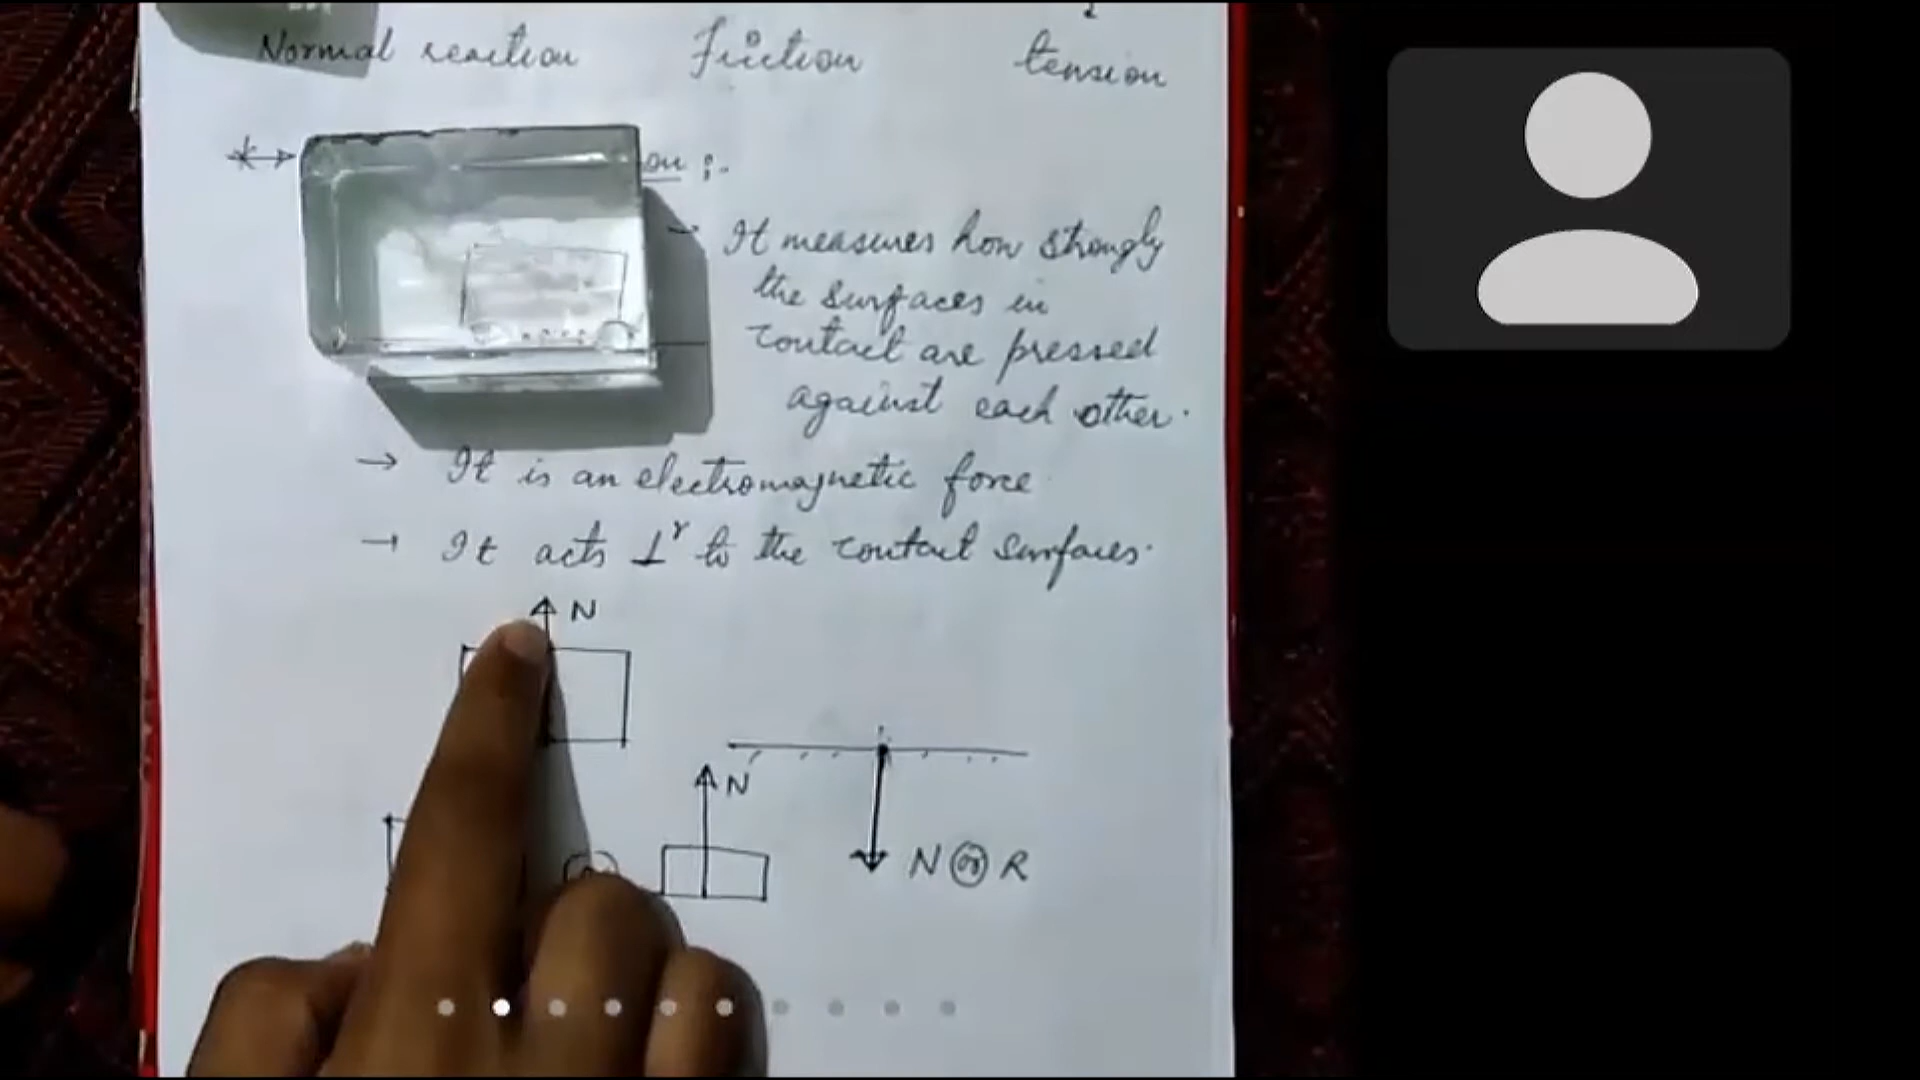 Normal reaction Friction tension
on :-
→ It measures how strongly
the surfaces in
contact are pressed
against each other.
→ It is an electromagnetic force
→ It acts ⊥r to the contact surfaces.
N
N
N or R